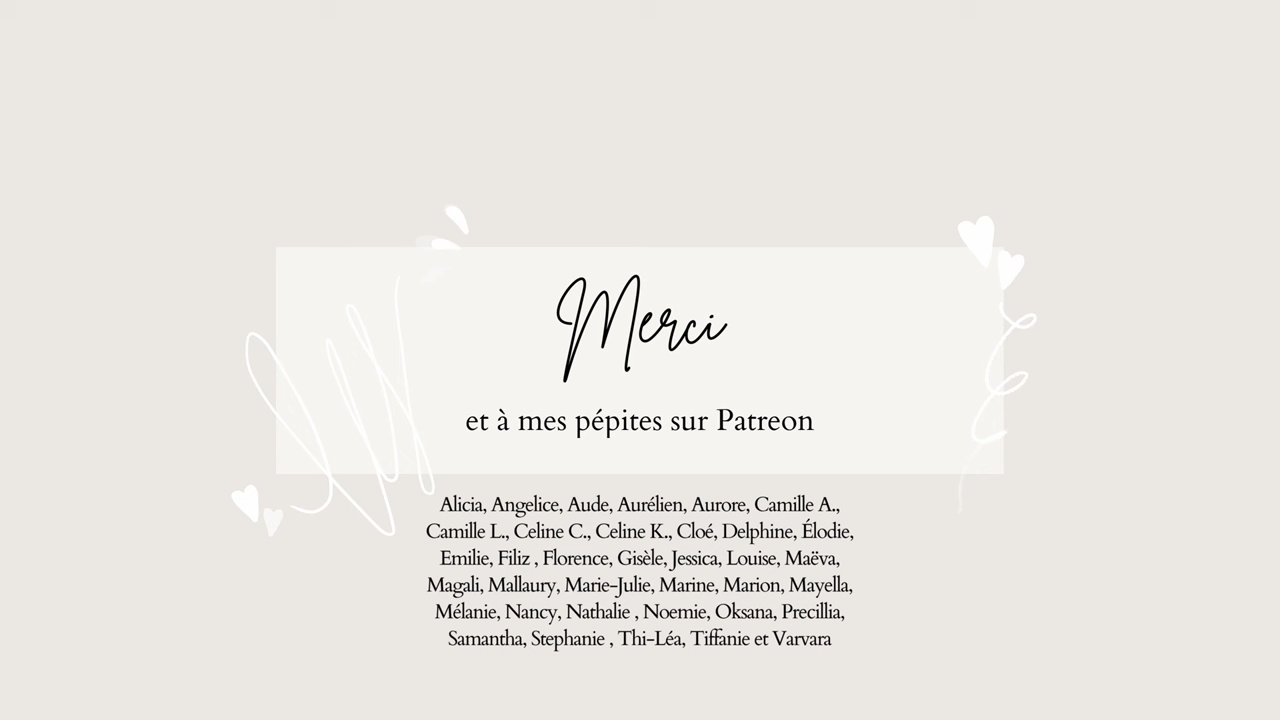 Merci
et à mes pépites sur Patreon
Alicia, Angelice, Aude, Aurélien, Aurore, Camille A.,
Camille L., Celine C., Celine K., Cloé, Delphine, Élodie,
Emilie, Filiz , Florence, Gisèle, Jessica, Louise, Maëva,
Magali, Mallaury, Marie-Julie, Marine, Marion, Mayella,
Mélanie, Nancy, Nathalie , Noemie, Oksana, Precillia,
Samantha, Stephanie , Thi-Léa, Tiffanie et Varvara